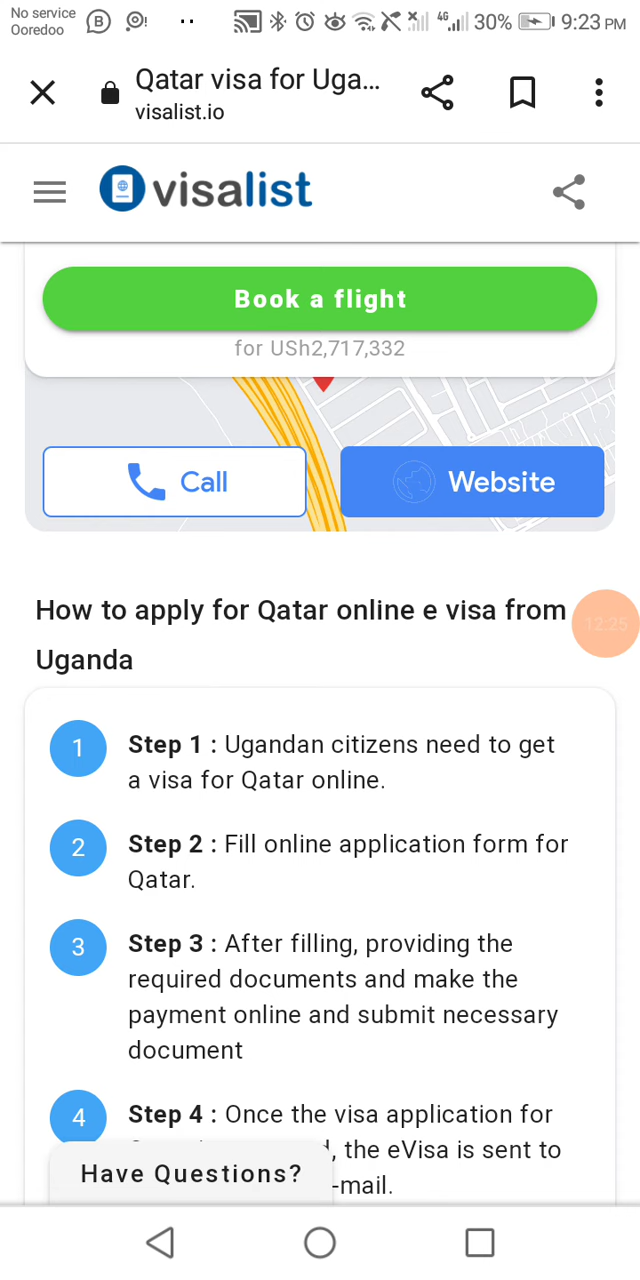 No service
Ooredoo
4G
30%
9:23 PM
Qatar visa for Uga...
visalist.io
visalist
Book a flight
for USh2,717,332
Call
Website
How to apply for Qatar online e visa from
Uganda
12:25
1
Step 1 : Ugandan citizens need to get
a visa for Qatar online.
2
Step 2 : Fill online application form for
Qatar.
3
Step 3 : After filling, providing the
required documents and make the
payment online and submit necessary
document
4
Step 4 : Once the visa application for
, the eVisa is sent to
-mail.
Have Questions?